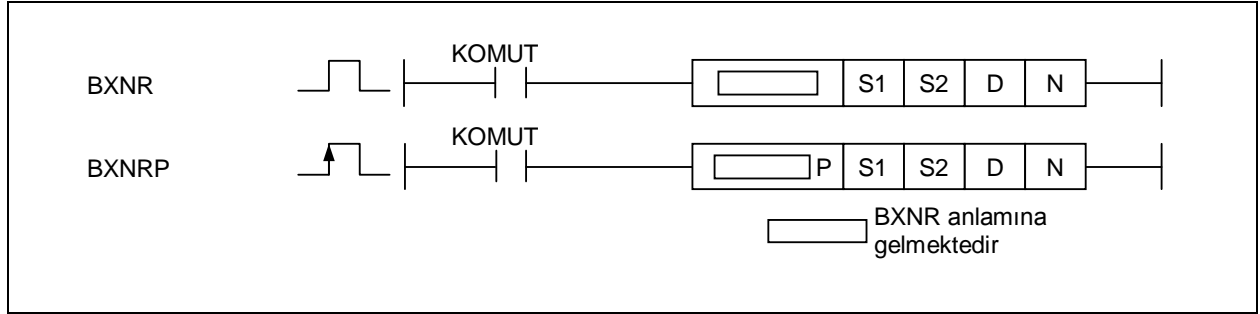 KOMUT
BXNR S1 S2 D N
KOMUT
BXNRP P S1 S2 D N
BXNR anlamına
gelmektedir